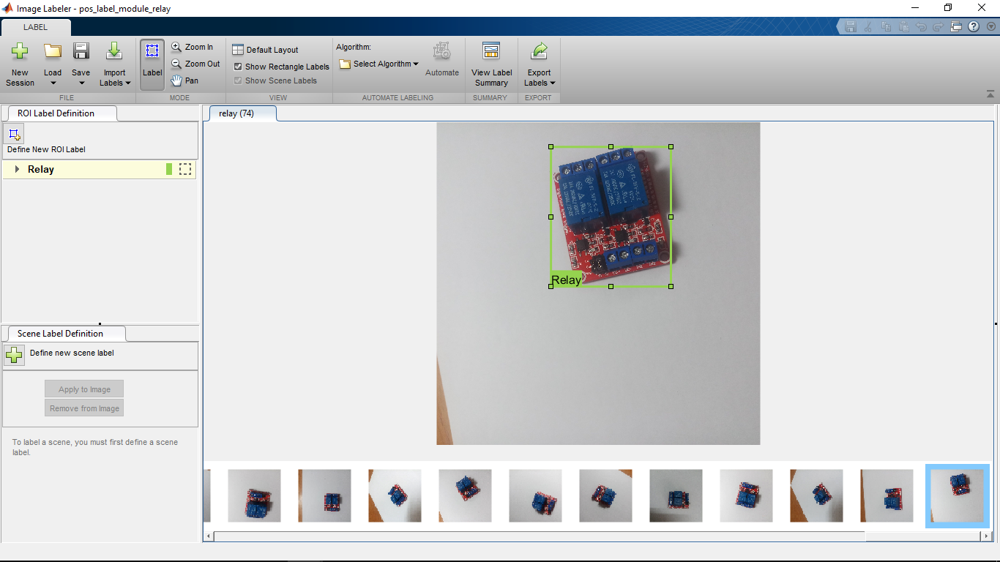 Image Labeler - pos_label_module_relay
LABEL
New Session
Load
Save
Import Labels
Label
Zoom In
Zoom Out
Pan
Default Layout
Show Rectangle Labels
Show Scene Labels
Algorithm:
Select Algorithm
Automate
View Label Summary
Export Labels
FILE
MODE
VIEW
AUTOMATE LABELING
SUMMARY
EXPORT
ROI Label Definition
Define New ROI Label
Relay
relay (74)
Relay
Scene Label Definition
Define new scene label
Apply to Image
Remove from Image
To label a scene, you must first define a scene
label.